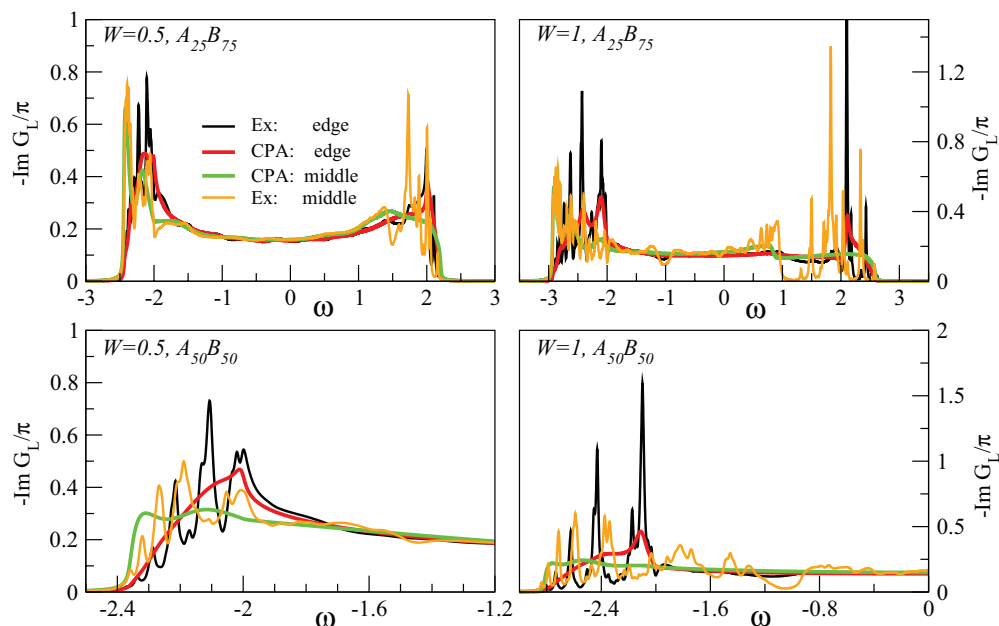 W=0.5, A25B75
W=1, A25B75
-Im GL/π
1
0.8
0.6
0.4
0.2
0
Ex: edge
CPA: edge
CPA: middle
Ex: middle
-3 -2 -1 0 1 2 3
ω
-3 -2 -1 0 1 2 3
ω
1.2
0.8
0.4
0
-Im GL/π
W=0.5, A50B50
W=1, A50B50
-Im GL/π
1
0.8
0.6
0.4
0.2
0
-2.4 -2 -1.6 -1.2
ω
-2.4 -1.6 -0.8 0
ω
2
1.5
1
0.5
0
-Im GL/π